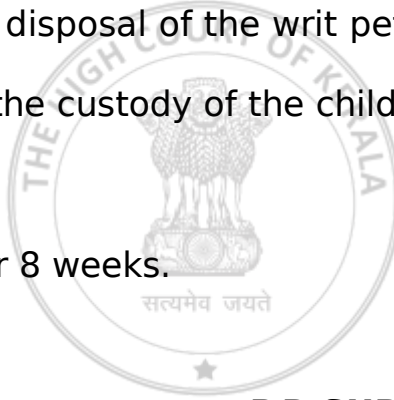 disposal of the writ pe
the custody of the child
8 weeks.
THE HIGH COURT OF KERALA
सत्यमेव जयते